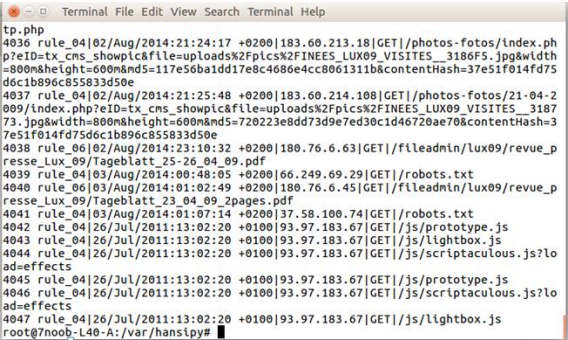 Terminal File Edit View Search Terminal Help
tp.php
4036 rule_04|02/Aug/2014:21:24:17 +0200|183.60.213.18|GET|/photos-fotos/index.ph
p?eID=tx_cms_showpic&file=uploads%2Fpics%2FINEES_LUX09_VISITES__3186F5.jpg&width
=800m&height=600m&md5=117e56ba1dd17e8c4686e4cc8061311b&contentHash=37e51f014fd75
d6c1b896c855833d50e
4037 rule_04|02/Aug/2014:21:25:48 +0200|183.60.214.108|GET|/photos-fotos/21-04-2
009/index.php?eID=tx_cms_showpic&file=uploads%2Fpics%2FINEES_LUX09_VISITES__3187
73.jpg&width=800m&height=600m&md5=720223e8dd73d9e7ed30c1d46720ae70&contentHash=3
7e51f014fd75d6c1b896c855833d50e
4038 rule_06|02/Aug/2014:23:10:32 +0200|180.76.6.63|GET|/fileadmin/lux09/revue_p
resse_Lux_09/Tageblatt_25-26_04_09.pdf
4039 rule_04|03/Aug/2014:00:48:05 +0200|66.249.69.29|GET|/robots.txt
4040 rule_06|03/Aug/2014:01:02:49 +0200|180.76.6.45|GET|/fileadmin/lux09/revue_p
resse_Lux_09/Tageblatt_23_04_09_2pages.pdf
4041 rule_04|03/Aug/2014:01:07:14 +0200|37.58.100.74|GET|/robots.txt
4042 rule_04|26/Jul/2011:13:02:20 +0100|93.97.183.67|GET|/js/prototype.js
4043 rule_04|26/Jul/2011:13:02:20 +0100|93.97.183.67|GET|/js/lightbox.js
4044 rule_04|26/Jul/2011:13:02:20 +0100|93.97.183.67|GET|/js/scriptaculous.js?lo
ad=effects
4045 rule_04|26/Jul/2011:13:02:20 +0100|93.97.183.67|GET|/js/prototype.js
4046 rule_04|26/Jul/2011:13:02:20 +0100|93.97.183.67|GET|/js/scriptaculous.js?lo
ad=effects
4047 rule_04|26/Jul/2011:13:02:20 +0100|93.97.183.67|GET|/js/lightbox.js
root@7noob-L40-A:/var/hansipy#